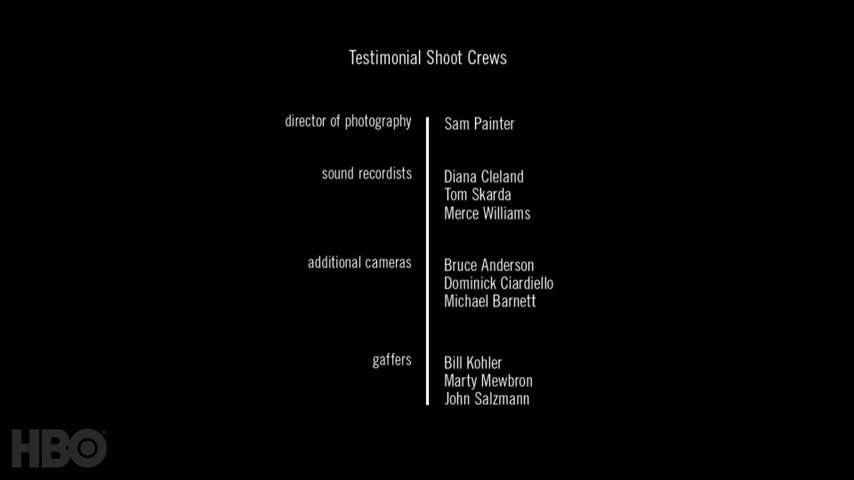 Testimonial Shoot Crews
director of photography Sam Painter
sound recordists Diana Cleland
Tom Skarda
Merce Williams
additional cameras Bruce Anderson
Dominick Ciardiello
Michael Barnett
gaffers Bill Kohler
Marty Mewbron
John Salzmann
HBO